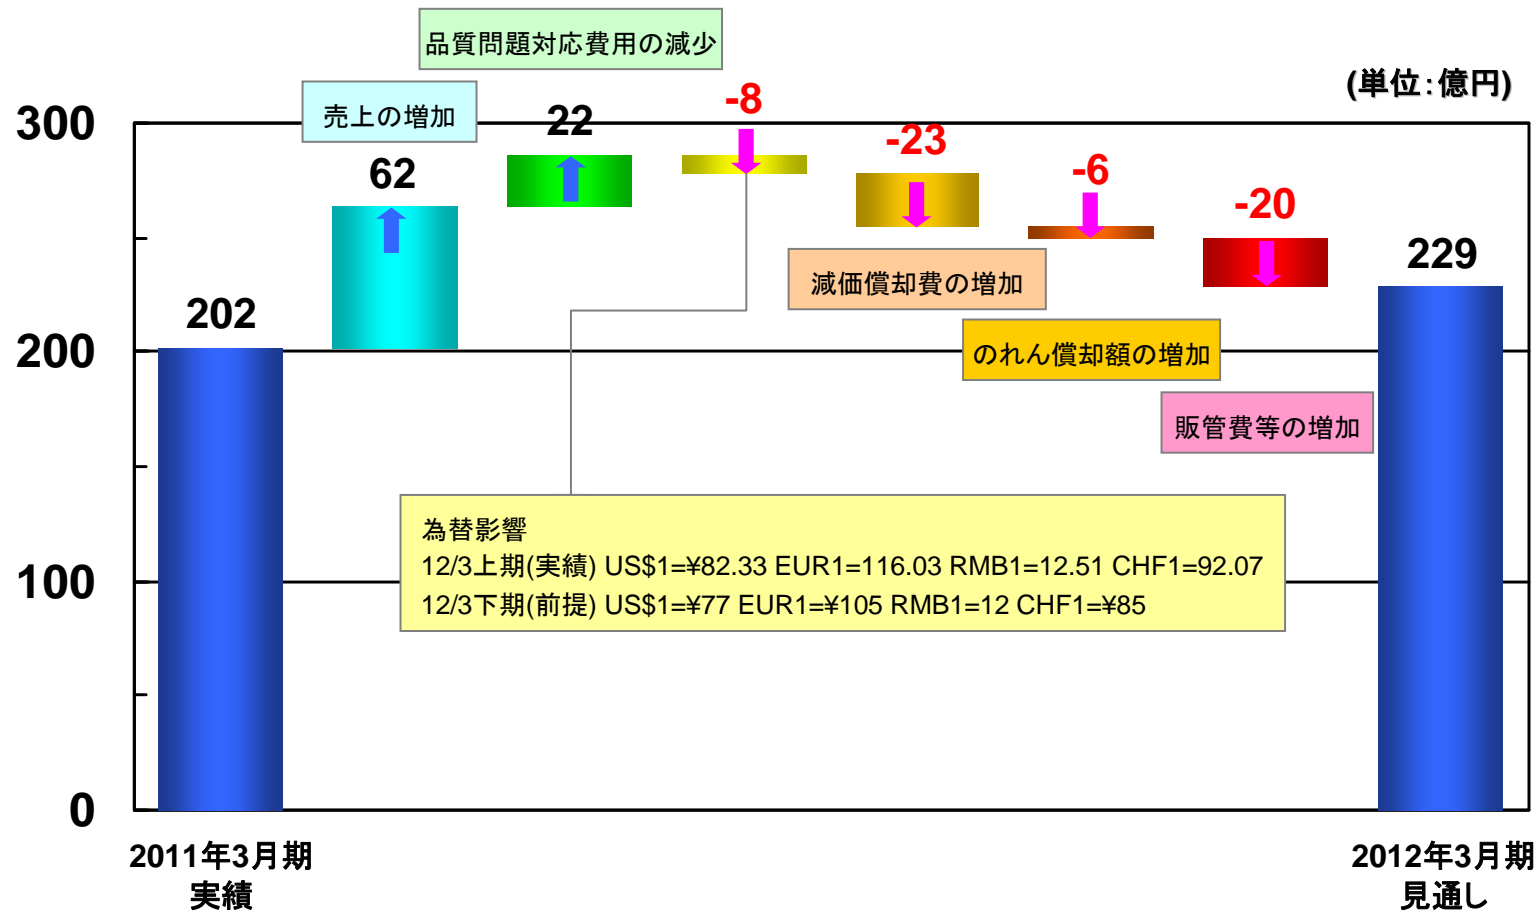 品質問題対応費用の減少
(単位:億円)
売上の増加
300
200
100
0
202
62
22
-8
-23
-6
-20
229
減価償却費の増加
のれん償却額の増加
販管費等の増加
為替影響
12/3上期(実績) US$1=¥82.33 EUR1=116.03 RMB1=12.51 CHF1=92.07
12/3下期(前提) US$1=¥77 EUR1=¥105 RMB1=12 CHF1=¥85
2011年3月期
実績
2012年3月期
見通し